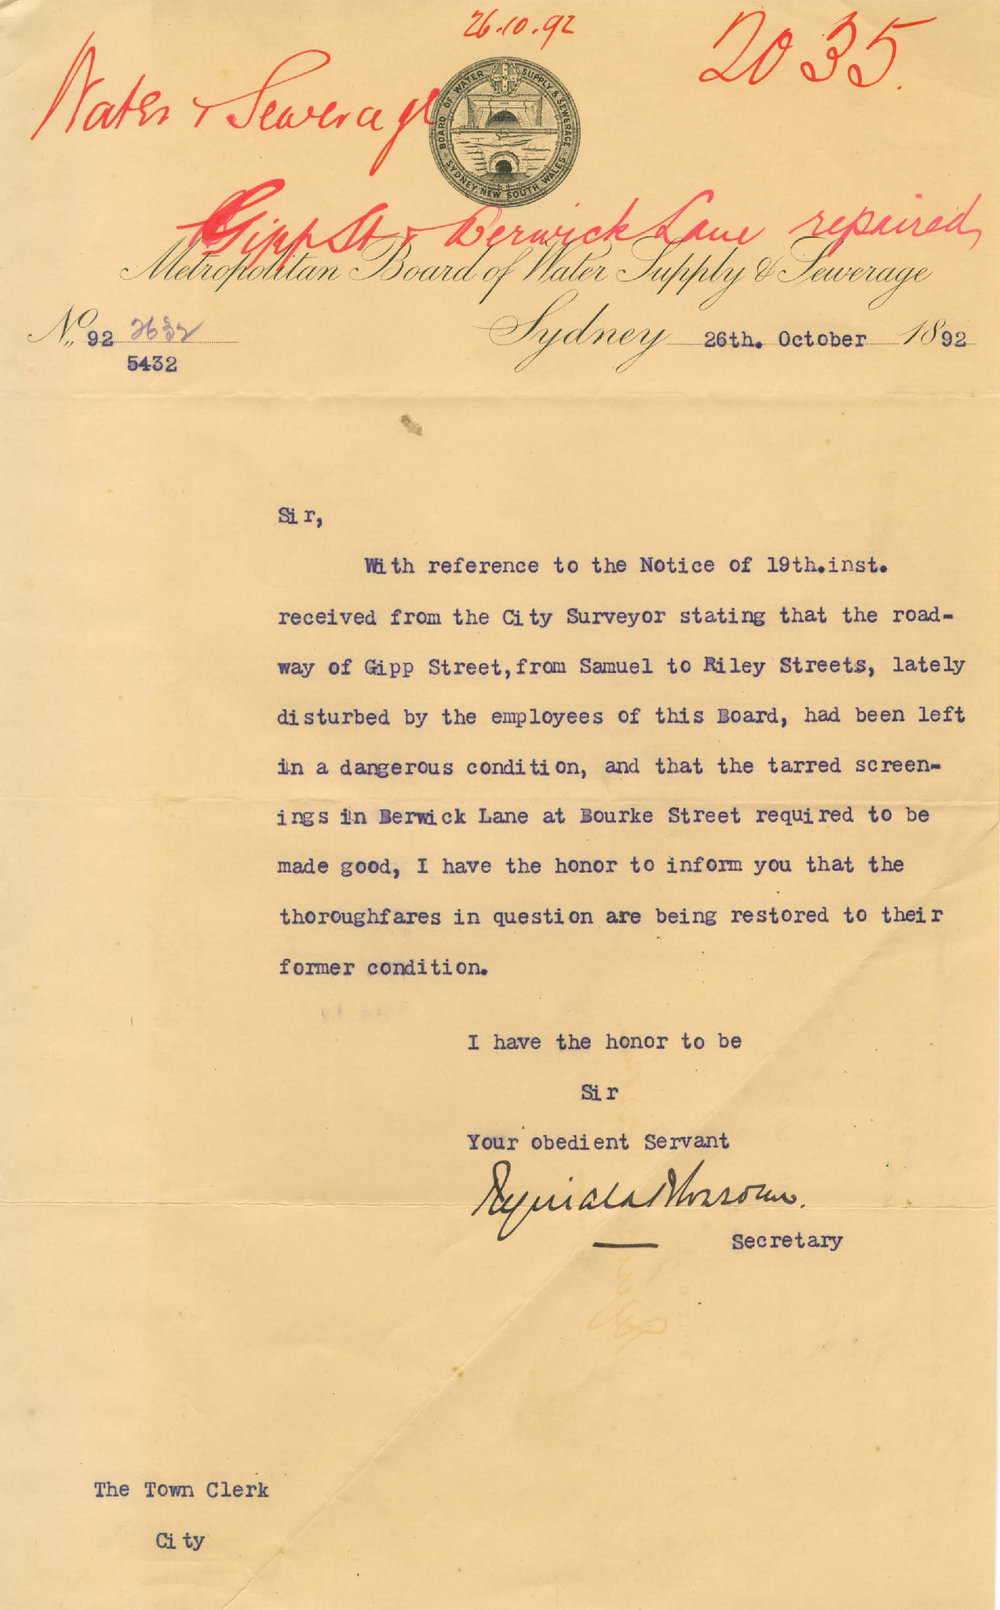 26.10.92
2035.
Water & Sewerage
BOARD OF WATER SUPPLY & SEWERAGE
SYDNEY NEW SOUTH WALES
Gipp St & Berwick Lane repaired
Metropolitan Board of Water Supply & Sewerage
No. 92 2632
5432
Sydney 26th. October 1892
Sir,
With reference to the Notice of 19th.inst.
received from the City Surveyor stating that the road-
way of Gipp Street,from Samuel to Riley Streets, lately
disturbed by the employees of this Board, had been left
in a dangerous condition, and that the tarred screen-
ings in Berwick Lane at Bourke Street required to be
made good, I have the honor to inform you that the
thoroughfares in question are being restored to their
former condition.
I have the honor to be
Sir
Your obedient Servant
Secretary
The Town Clerk
City